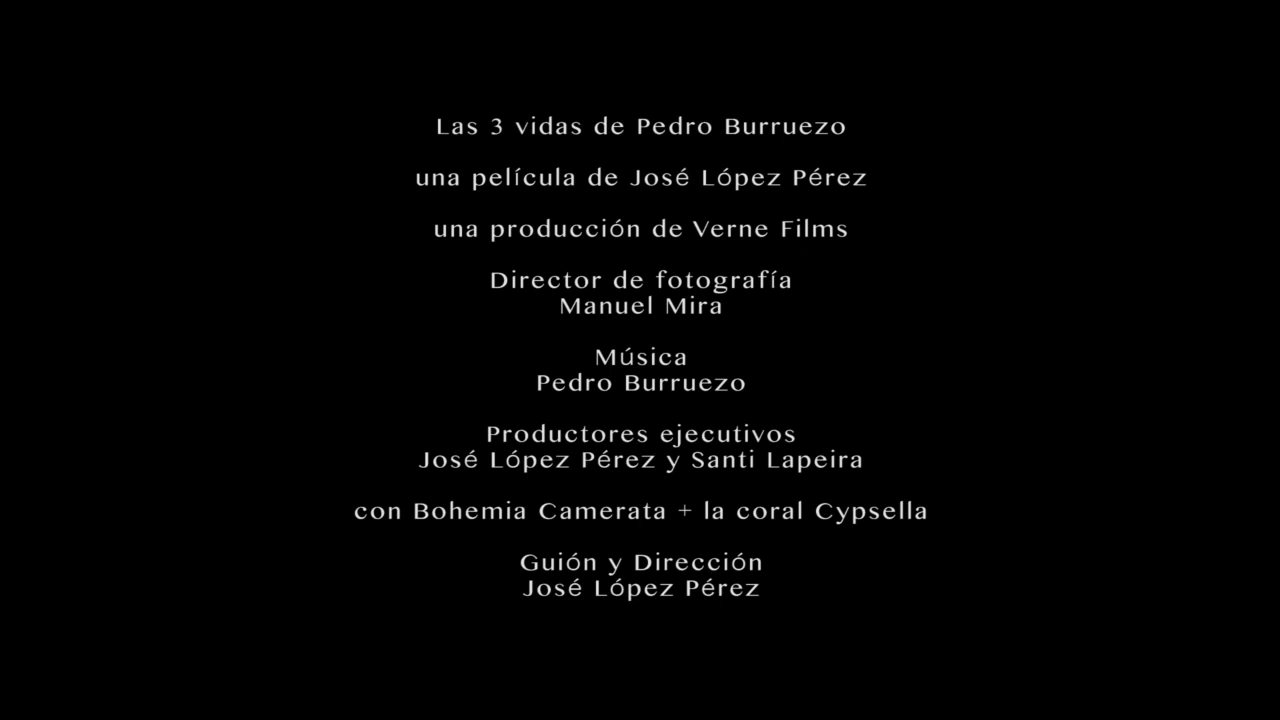 Las 3 vidas de Pedro Burruezo
una película de José López Pérez
una producción de Verne Films
Director de fotografía
Manuel Mira
Música
Pedro Burruezo
Productores ejecutivos
José López Pérez y Santi Lapeira
con Bohemia Camerata + la coral Cypsella
Guión y Dirección
José López Pérez